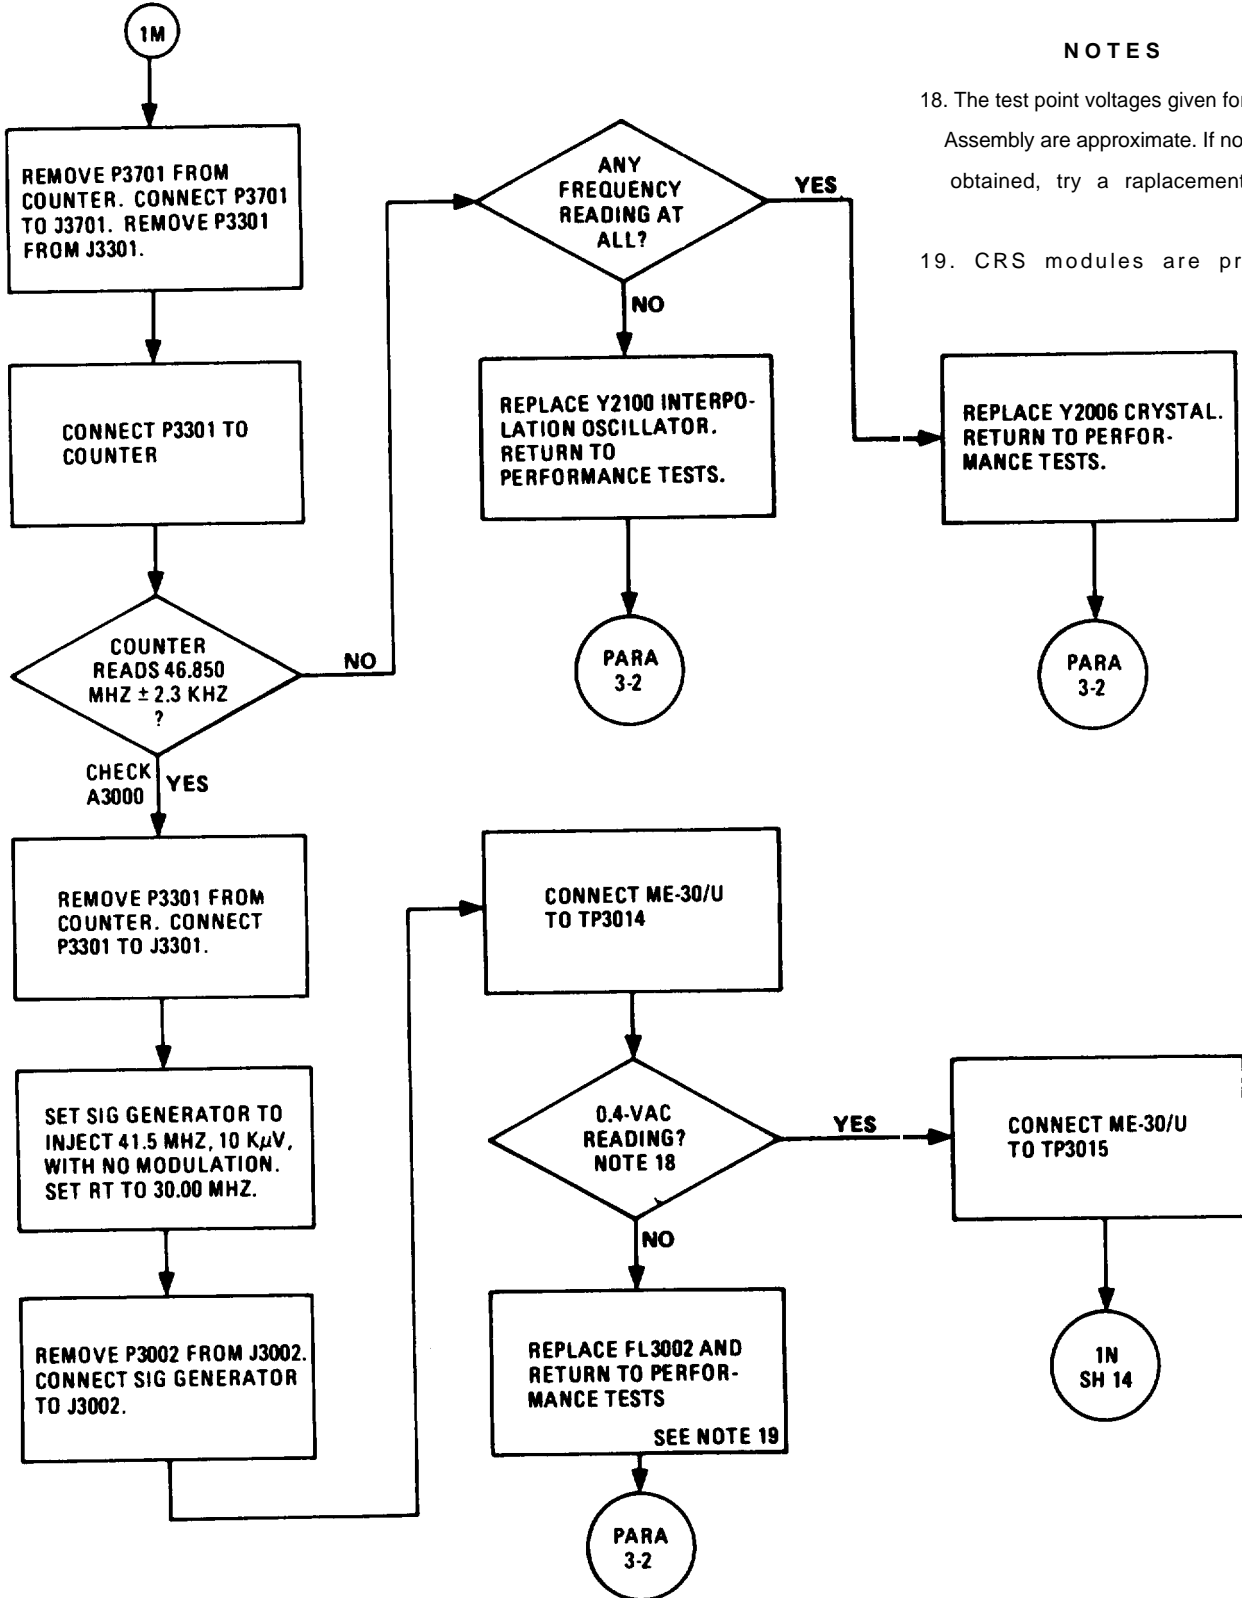 1M
REMOVE P3701 FROM
COUNTER. CONNECT P3701
TO J3701. REMOVE P3301
FROM J3301.
CONNECT P3301 TO
COUNTER
COUNTER
READS 46.850
MHZ ± 2.3 KHZ
?
NO
CHECK
A3000
YES
REMOVE P3301 FROM
COUNTER. CONNECT
P3301 TO J3301.
SET SIG GENERATOR TO
INJECT 41.5 MHZ, 10 KμV,
WITH NO MODULATION.
SET RT TO 30.00 MHZ.
REMOVE P3002 FROM J3002.
CONNECT SIG GENERATOR
TO J3002.
ANY
FREQUENCY
READING AT
ALL?
YES
NO
REPLACE Y2100 INTERPO-
LATION OSCILLATOR.
RETURN TO
PERFORMANCE TESTS.
PARA
3-2
REPLACE Y2006 CRYSTAL.
RETURN TO PERFOR-
MANCE TESTS.
PARA
3-2
CONNECT ME-30/U
TO TP3014
0.4-VAC
READING?
NOTE 18
YES
NO
REPLACE FL3002 AND
RETURN TO PERFOR-
MANCE TESTS
SEE NOTE 19
PARA
3-2
CONNECT ME-30/U
TO TP3015
1N
SH 14
NOTES
18. The test point voltages given for
Assembly are approximate. If no
obtained, try a raplacement
19. CRS modules are pr